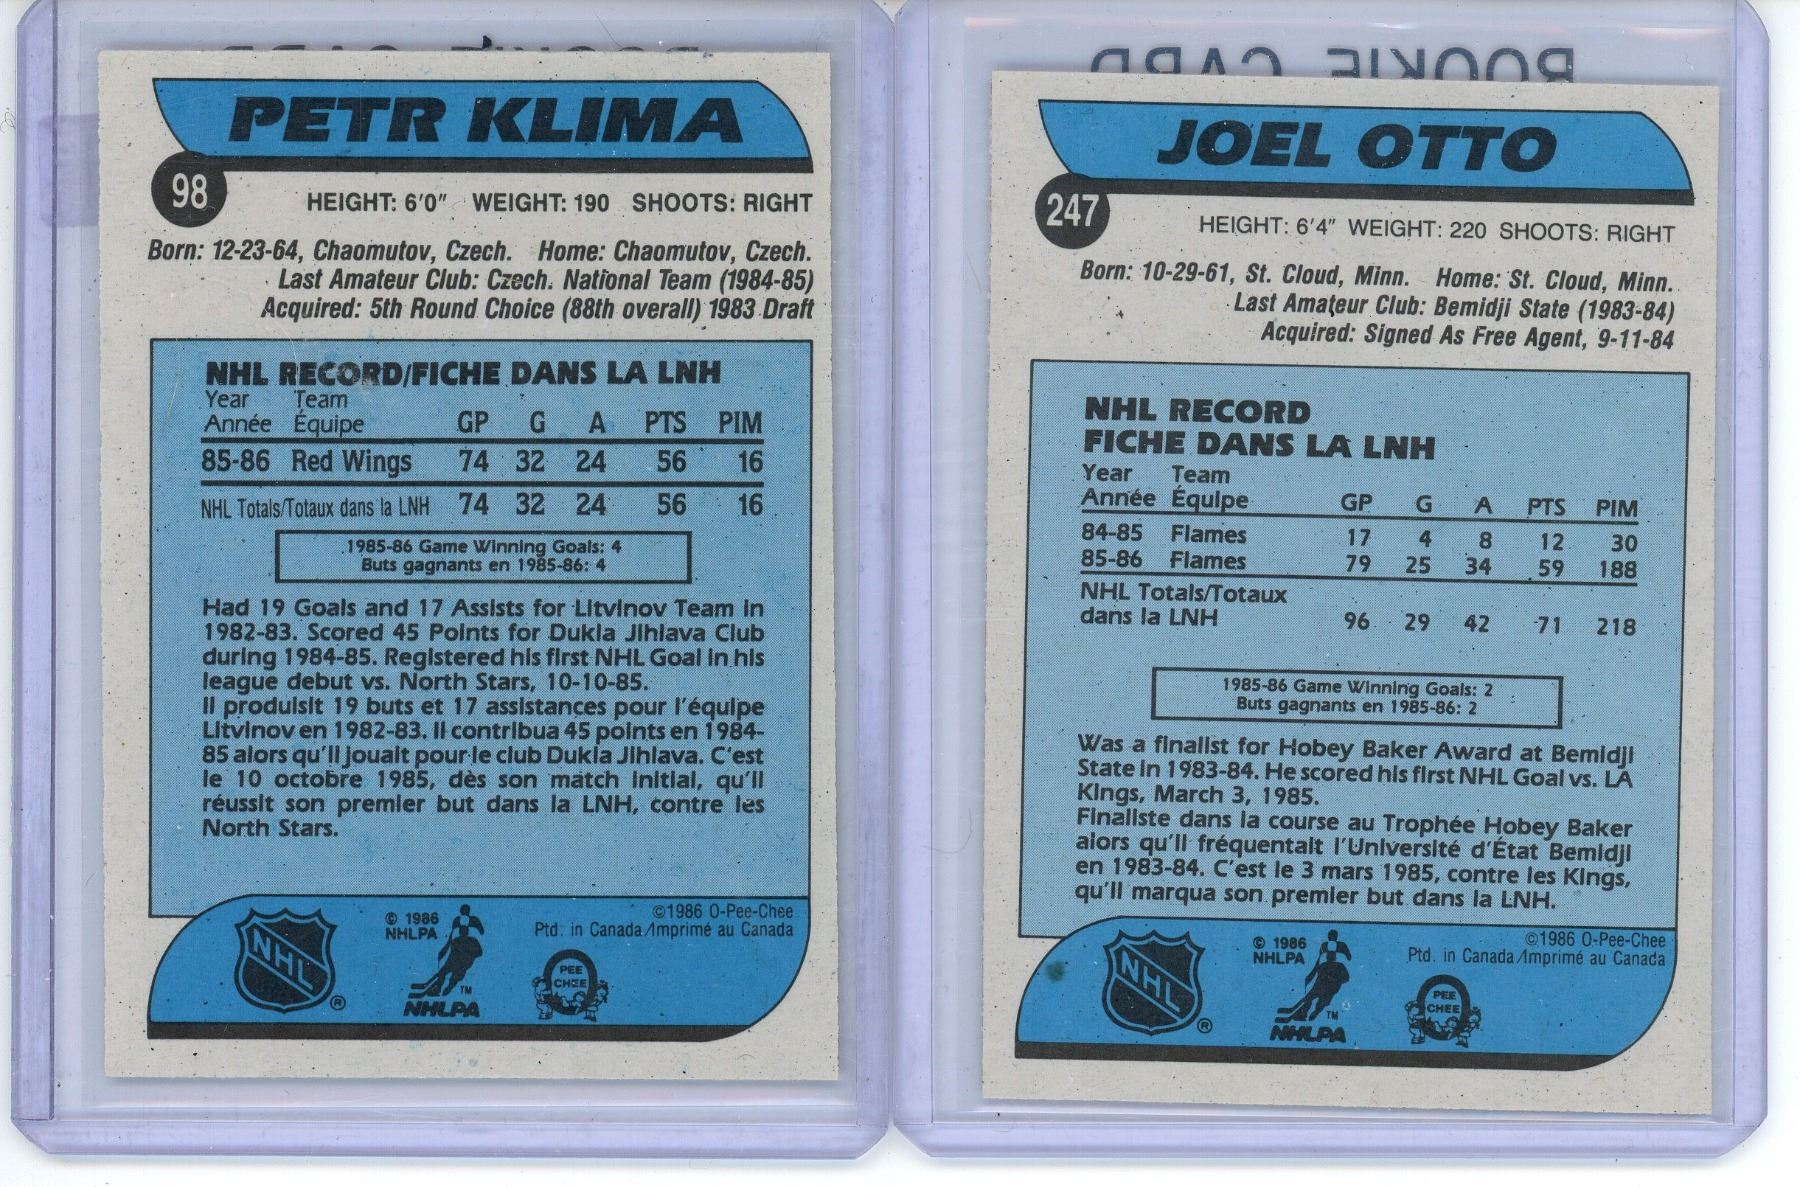 ROOKIE CARD
PETR KLIMA
98
HEIGHT: 6'0" WEIGHT: 190 SHOOTS: RIGHT
Born: 12-23-64, Chaomutov, Czech. Home: Chaomutov, Czech.
Last Amateur Club: Czech. National Team (1984-85)
Acquired: 5th Round Choice (88th overall) 1983 Draft
NHL RECORD/FICHE DANS LA LNH
Year Team
Année Équipe GP G A PTS PIM
85-86 Red Wings 74 32 24 56 16
NHL Totals/Totaux dans la LNH 74 32 24 56 16
1985-86 Game Winning Goals: 4
Buts gagnants en 1985-86: 4
Had 19 Goals and 17 Assists for Litvinov Team in
1982-83. Scored 45 Points for Dukla Jihlava Club
during 1984-85. Registered his first NHL Goal in his
league debut vs. North Stars, 10-10-85.
Il produisit 19 buts et 17 assistances pour l'équipe
Litvinov en 1982-83. Il contribua 45 points en 1984-
85 alors qu'il jouait pour le club Dukla Jihlava. C'est
le 10 octobre 1985, dès son match initial, qu'il
réussit son premier but dans la LNH, contre les
North Stars.
NHL ®
© 1986
NHLPA
TM
NHLPA
O
PEE
CHEE
©1986 O-Pee-Chee
Ptd. in Canada/Imprimé au Canada
ROOKIE CARD
JOEL OTTO
247
HEIGHT: 6'4" WEIGHT: 220 SHOOTS: RIGHT
Born: 10-29-61, St. Cloud, Minn. Home: St. Cloud, Minn.
Last Amateur Club: Bemidji State (1983-84)
Acquired: Signed As Free Agent, 9-11-84
NHL RECORD
FICHE DANS LA LNH
Year Team
Année Équipe GP G A PTS PIM
84-85 Flames 17 4 8 12 30
85-86 Flames 79 25 34 59 188
NHL Totals/Totaux
dans la LNH 96 29 42 71 218
1985-86 Game Winning Goals: 2
Buts gagnants en 1985-86: 2
Was a finalist for Hobey Baker Award at Bemidji
State in 1983-84. He scored his first NHL Goal vs. LA
Kings, March 3, 1985.
Finaliste dans la course au Trophée Hobey Baker
alors qu'il fréquentait l'Université d'État Bemidji
en 1983-84. C'est le 3 mars 1985, contre les Kings,
qu'il marqua son premier but dans la LNH.
NHL ®
© 1986
NHLPA
TM
NHLPA
O
PEE
CHEE
©1986 O-Pee-Chee
Ptd. in Canada/Imprimé au Canada